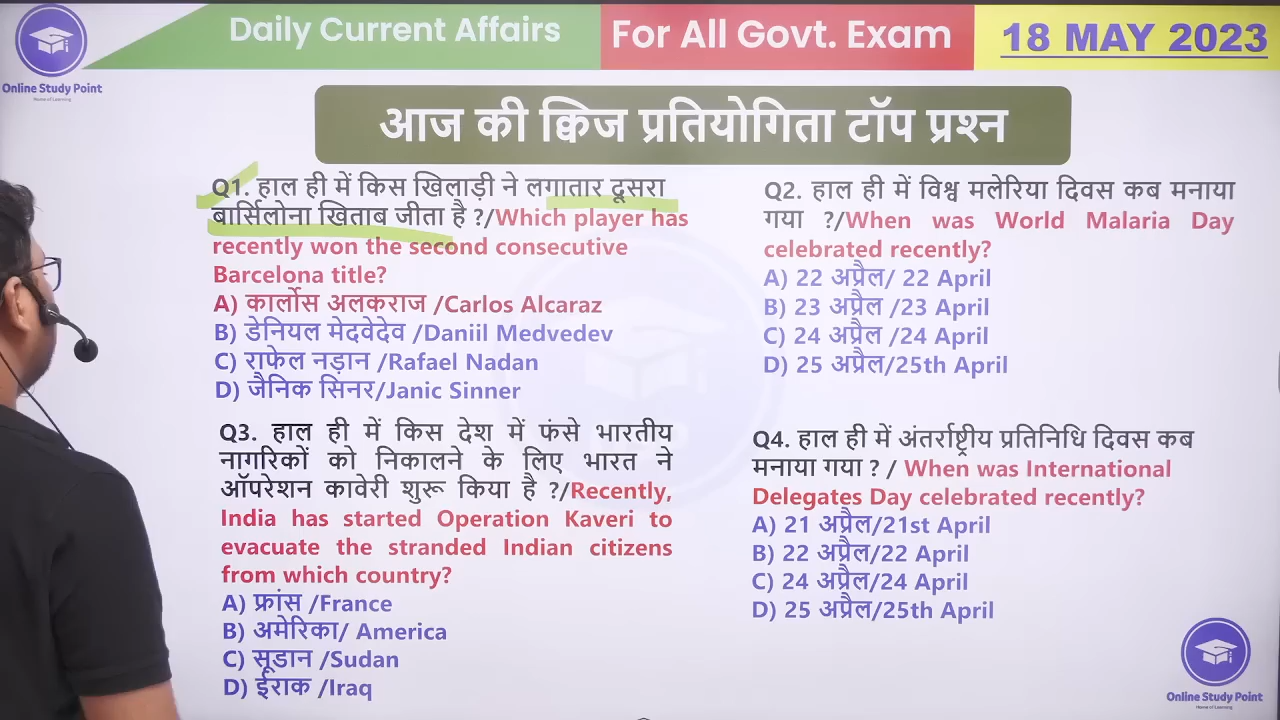 Daily Current Affairs
For All Govt. Exam
18 MAY 2023
Online Study Point
Home of Learning
आज की क्विज प्रतियोगिता टॉप प्रश्न
Q1. हाल ही में किस खिलाड़ी ने लगातार दूसरा
बार्सिलोना खिताब जीता है ?/Which player has
recently won the second consecutive
Barcelona title?
A) कार्लोस अलकराज /Carlos Alcaraz
B) डेनियल मेदवेदेव /Daniil Medvedev
C) राफेल नड़ान /Rafael Nadan
D) जैनिक सिनर/Janic Sinner
Q2. हाल ही में विश्व मलेरिया दिवस कब मनाया
गया ?/When was World Malaria Day
celebrated recently?
A) 22 अप्रैल/ 22 April
B) 23 अप्रैल /23 April
C) 24 अप्रैल /24 April
D) 25 अप्रैल/25th April
Q3. हाल ही में किस देश में फंसे भारतीय
नागरिकों को निकालने के लिए भारत ने
ऑपरेशन कावेरी शुरू किया है ?/Recently,
India has started Operation Kaveri to
evacuate the stranded Indian citizens
from which country?
A) फ्रांस /France
B) अमेरिका/ America
C) सूडान /Sudan
D) ईराक /Iraq
Q4. हाल ही में अंतर्राष्ट्रीय प्रतिनिधि दिवस कब
मनाया गया ? / When was International
Delegates Day celebrated recently?
A) 21 अप्रैल/21st April
B) 22 अप्रैल/22 April
C) 24 अप्रैल/24 April
D) 25 अप्रैल/25th April
Online Study Point
Home of Learning